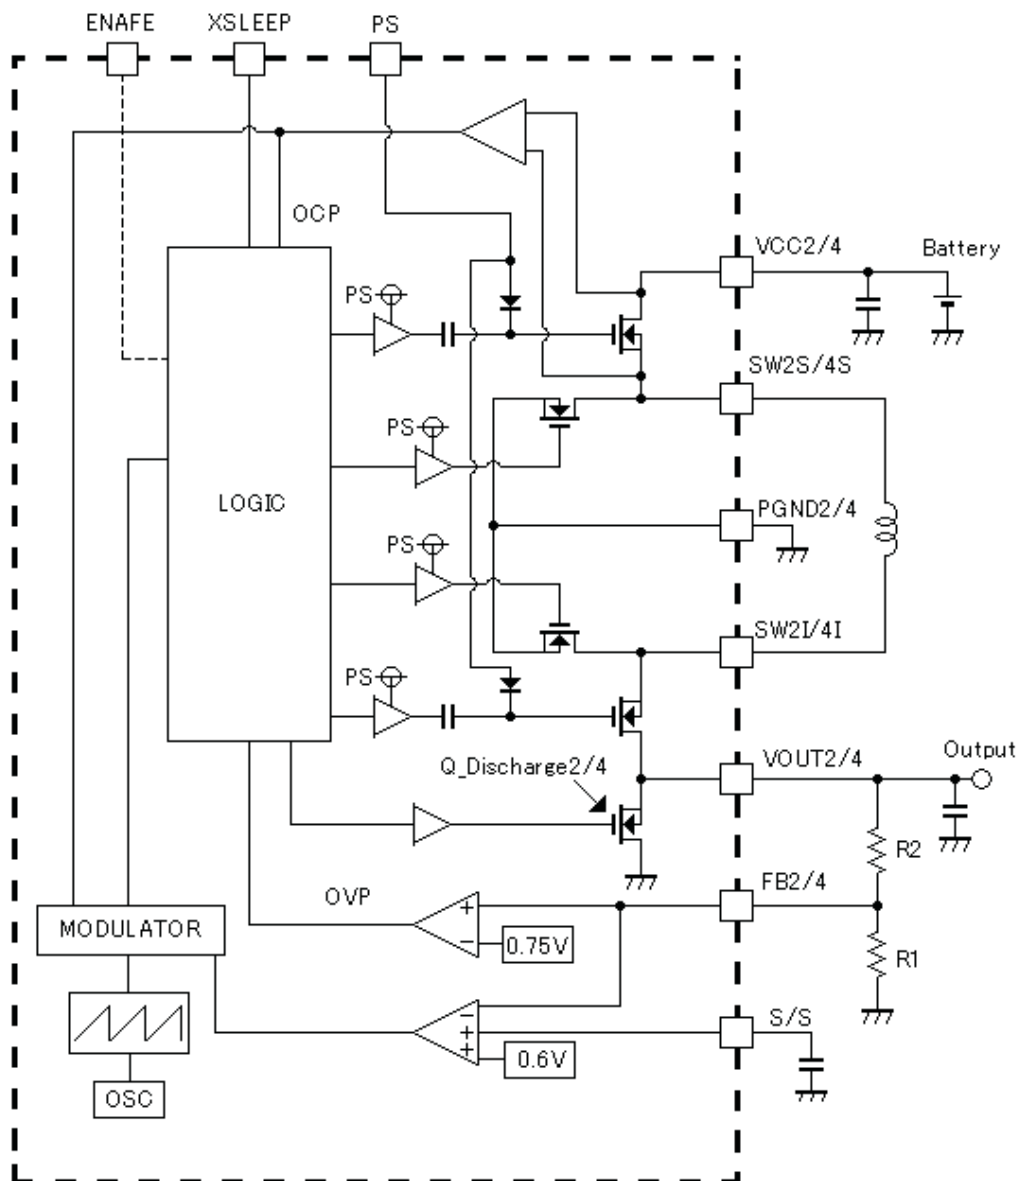 ENAFE XSLEEP PS
OCP
VCC2/4 Battery
PS
SW2S/4S
PS
LOGIC
PGND2/4
PS
SW2I/4I
PS
VOUT2/4 Output
Q_Discharge2/4
R2
FB2/4
OVP
MODULATOR
0.75V
R1
S/S
0.6V
OSC